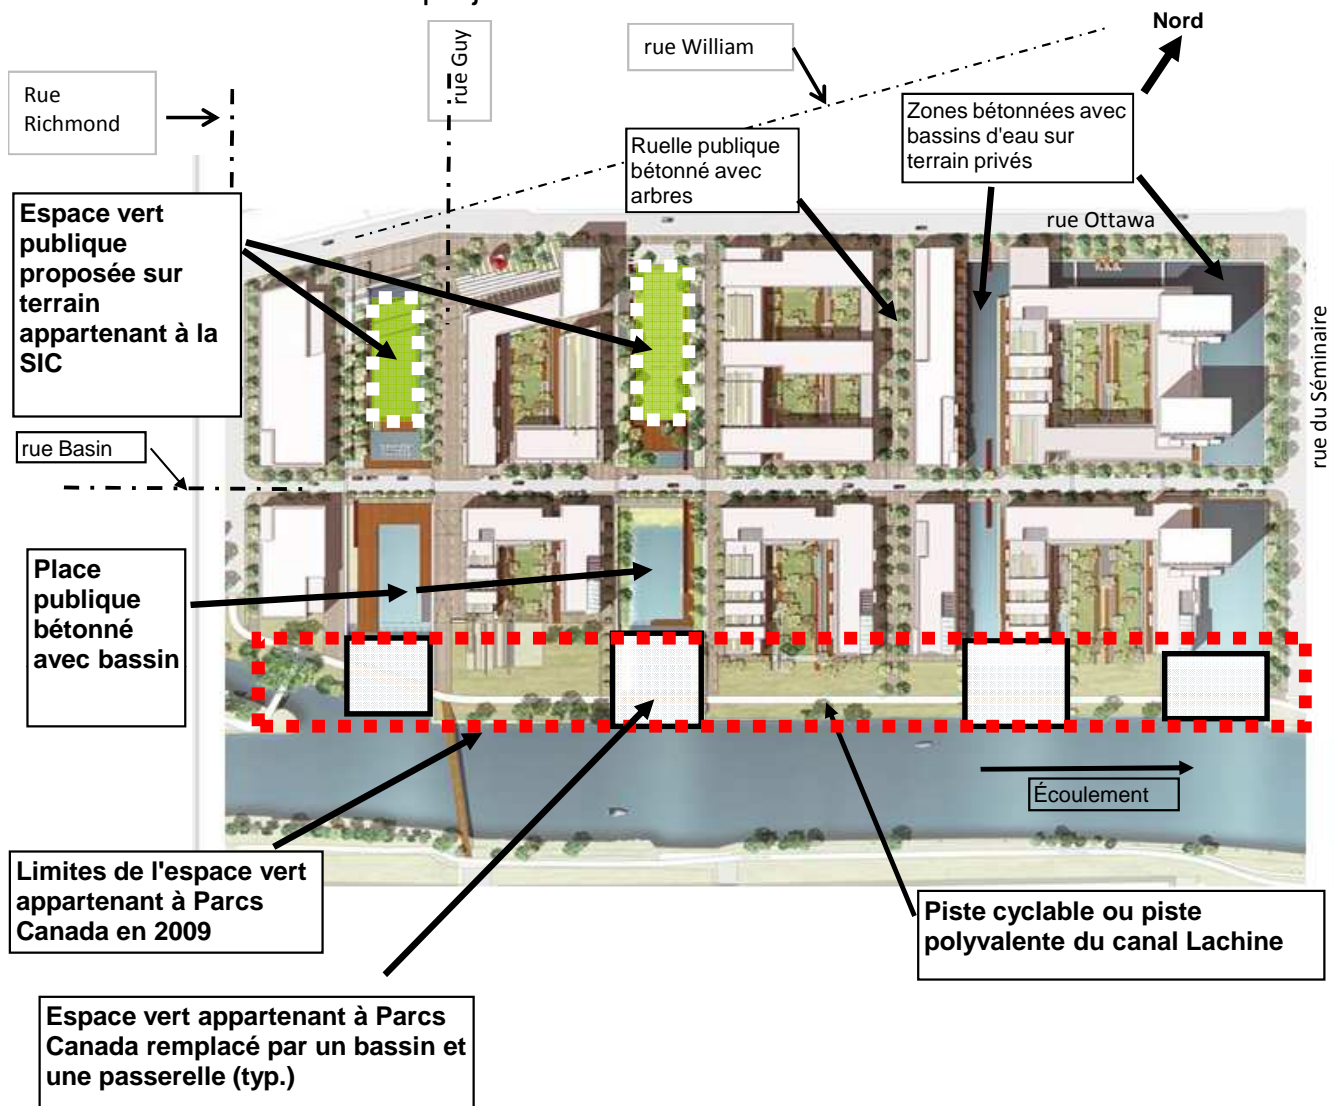 Nord
rue Guy
rue William
Rue
Richmond
Zones bétonnées avec
bassins d'eau sur
terrain privés
Ruelle publique
bétonné avec
arbres
Espace vert
publique
proposée sur
terrain
appartenant à la
SIC
rue Ottawa
rue du Séminaire
rue Basin
Place
publique
bétonné
avec bassin
Écoulement
Limites de l'espace vert
appartenant à Parcs
Canada en 2009
Piste cyclable ou piste
polyvalente du canal Lachine
Espace vert appartenant à Parcs
Canada remplacé par un bassin et
une passerelle (typ.)